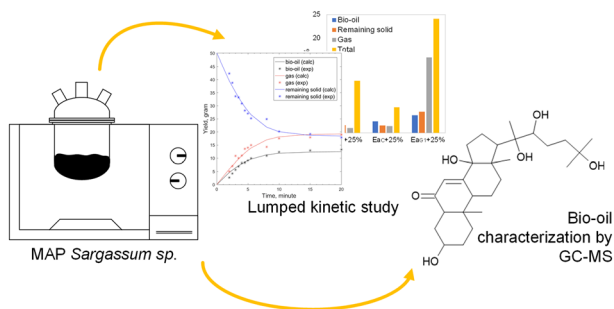 25
20
15
Bio-oil
Remaining solid
Gas
Total
+25%
EaC+25%
EaG1+25%
50
45
40
35
30
25
20
15
10
5
0
Yield, gram
bio-oil (calc)
bio-oil (exp)
gas (calc)
gas (exp)
remaining solid (calc)
remaining solid (exp)
0 5 10 15 20
Time, minute
Lumped kinetic study
MAP Sargassum sp.
OH
OH
OH
OH
O
HO
Bio-oil
characterization by
GC-MS